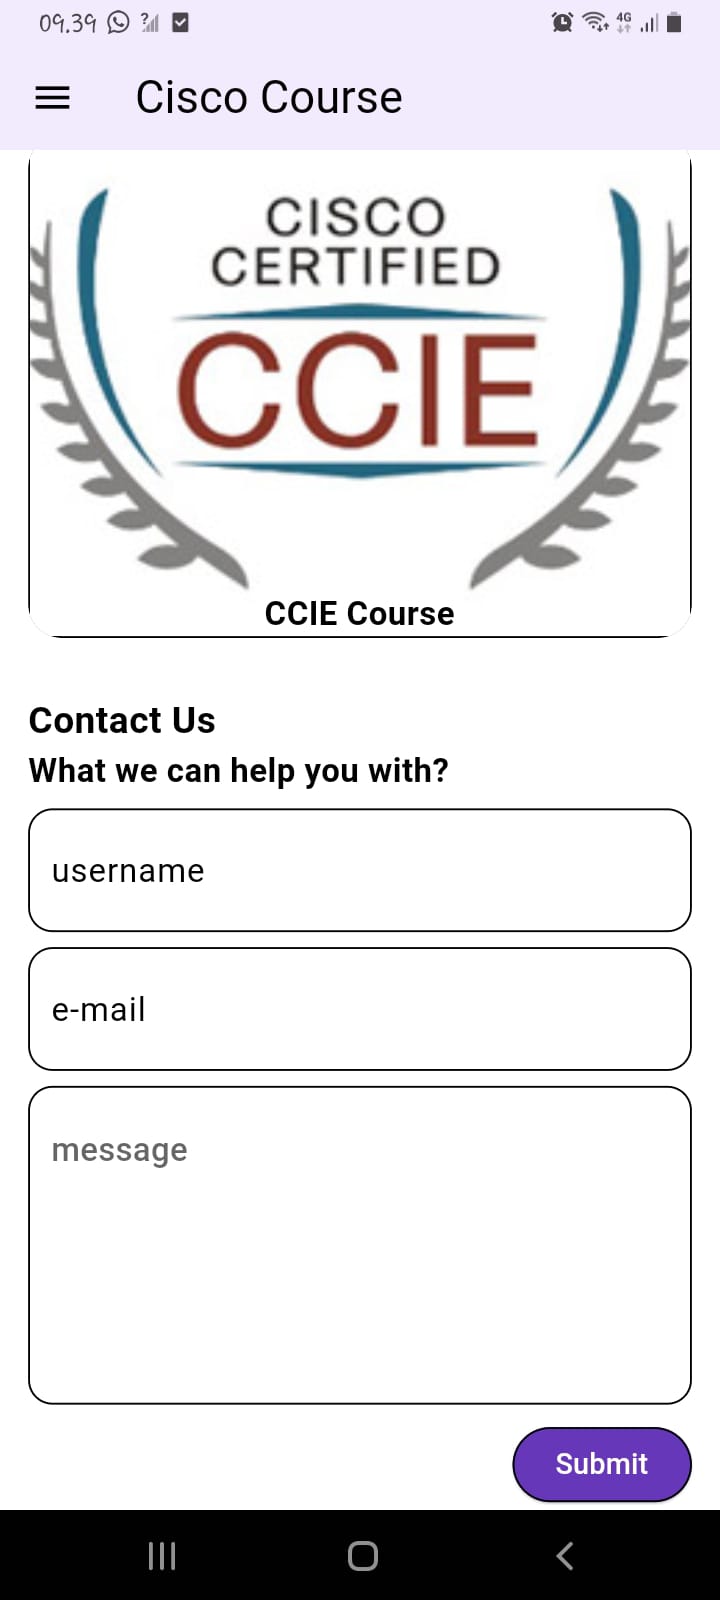 09.39
4G
Cisco Course
CISCO
CERTIFIED
CCIE
CCIE Course
Contact Us
What we can help you with?
username
e-mail
message
Submit